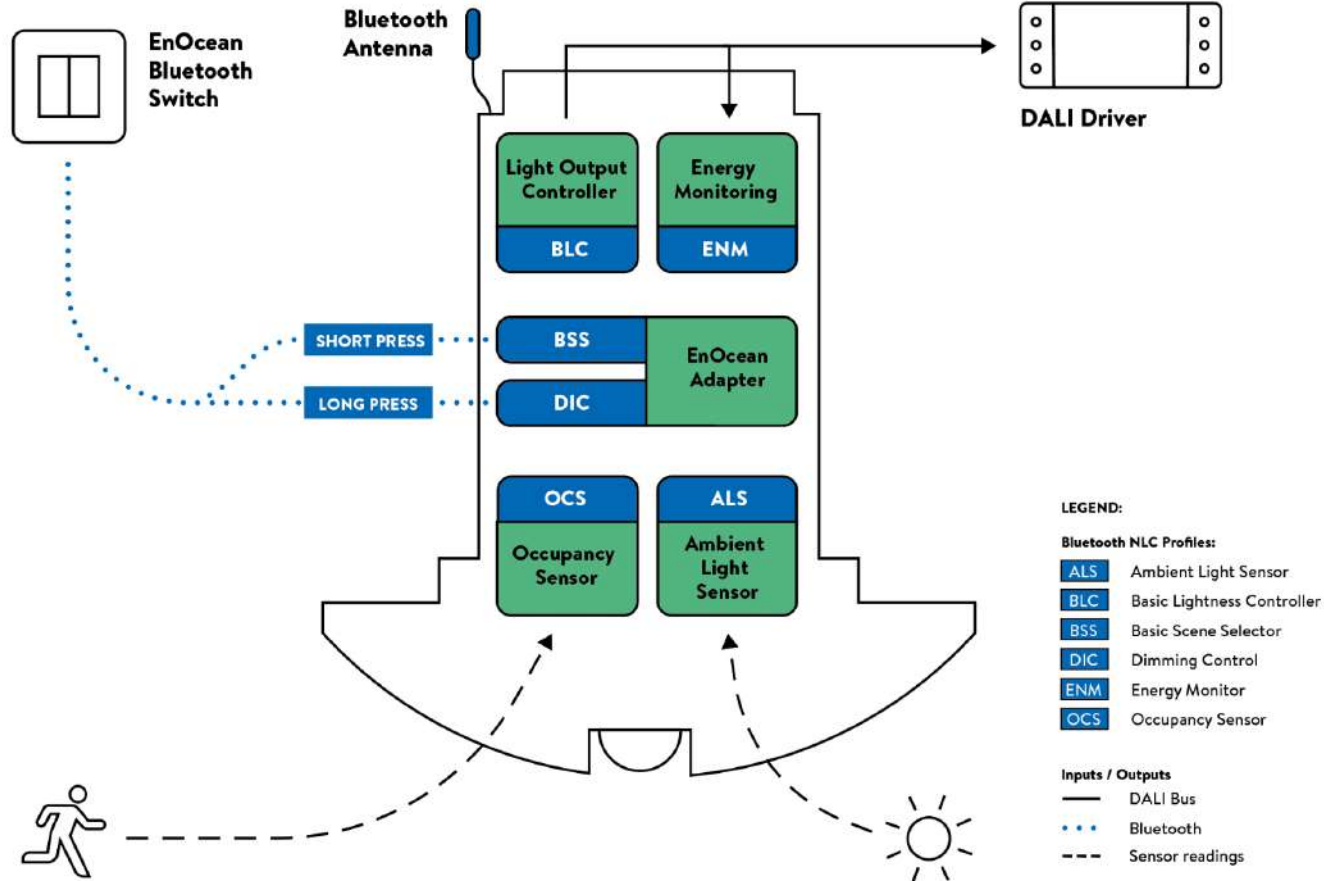 EnOcean
Bluetooth
Switch
Bluetooth
Antenna
DALI Driver
Light Output
Controller
BLC
Energy
Monitoring
ENM
SHORT PRESS
BSS
EnOcean
Adapter
LONG PRESS
DIC
OCS
Occupancy
Sensor
ALS
Ambient
Light
Sensor
LEGEND:
Bluetooth NLC Profiles:
ALS Ambient Light Sensor
BLC Basic Lightness Controller
BSS Basic Scene Selector
DIC Dimming Control
ENM Energy Monitor
OCS Occupancy Sensor
Inputs / Outputs
DALI Bus
Bluetooth
Sensor readings